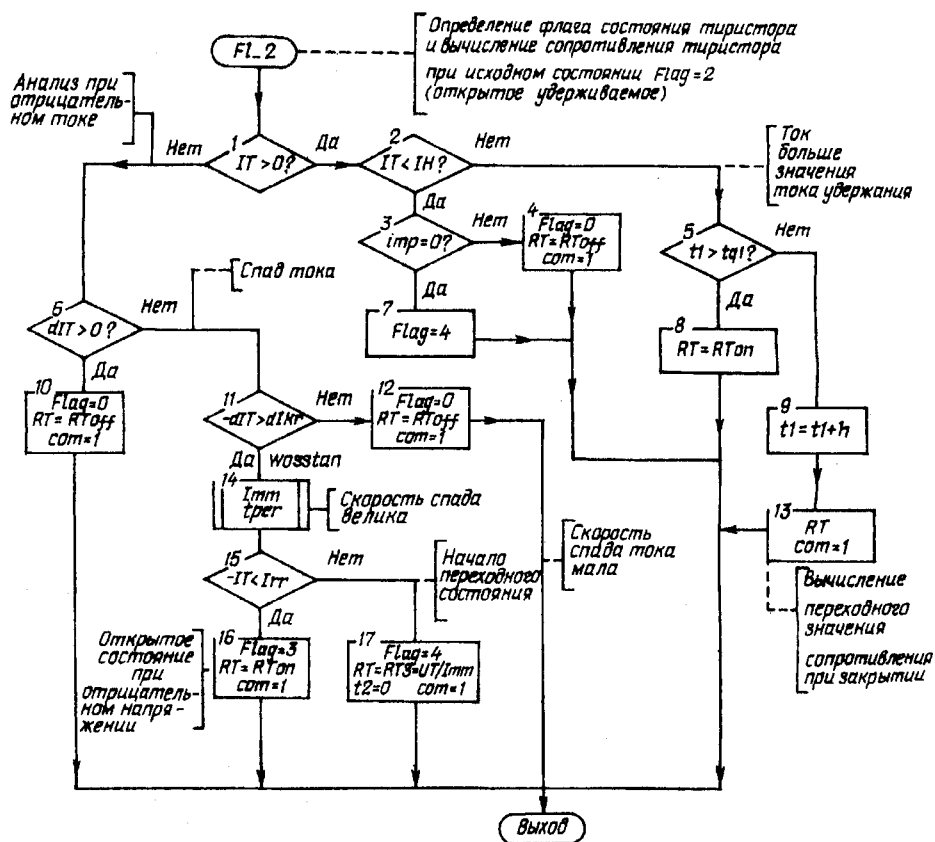 Fl_2
Определение флага состояния тиристора
и вычисление сопротивления тиристора
при исходном состоянии Flag=2
(открытое удерживаемое)
Анализ при
отрицатель-
ном токе
Нет
1
IT > 0?
Да
2
IT < IH?
Нет
Ток
больше
значения
тока удержания
Да
3
imp=0?
Нет
4
Flag=0
RT=RToff
com=1
5
t1 > tq1?
Нет
Спад тока
Да
7
Flag=4
Да
8
RT=RTon
6
dIT > 0?
Нет
Да
10
Flag=0
RT=RToff
com=1
11
-dIT>dIkr
Нет
12
Flag=0
RT=RToff
com=1
9
t1=t1+h
Да wosstan
14
Imm
tper
Скорость спада
велика
13
RT
com=1
15
-IT<Irr
Нет
Начало
переходного
состояния
Скорость
спада тока
мала
Вычисление
переходного
значения
сопротивления
при закрытии
Да
Открытое
состояние
при
отрицатель-
ном напря-
жении
16
Flag=3
RT=RTon
com=1
17
Flag=4
RT=RTS=UT/Imm
t2=0 com=1
Выход